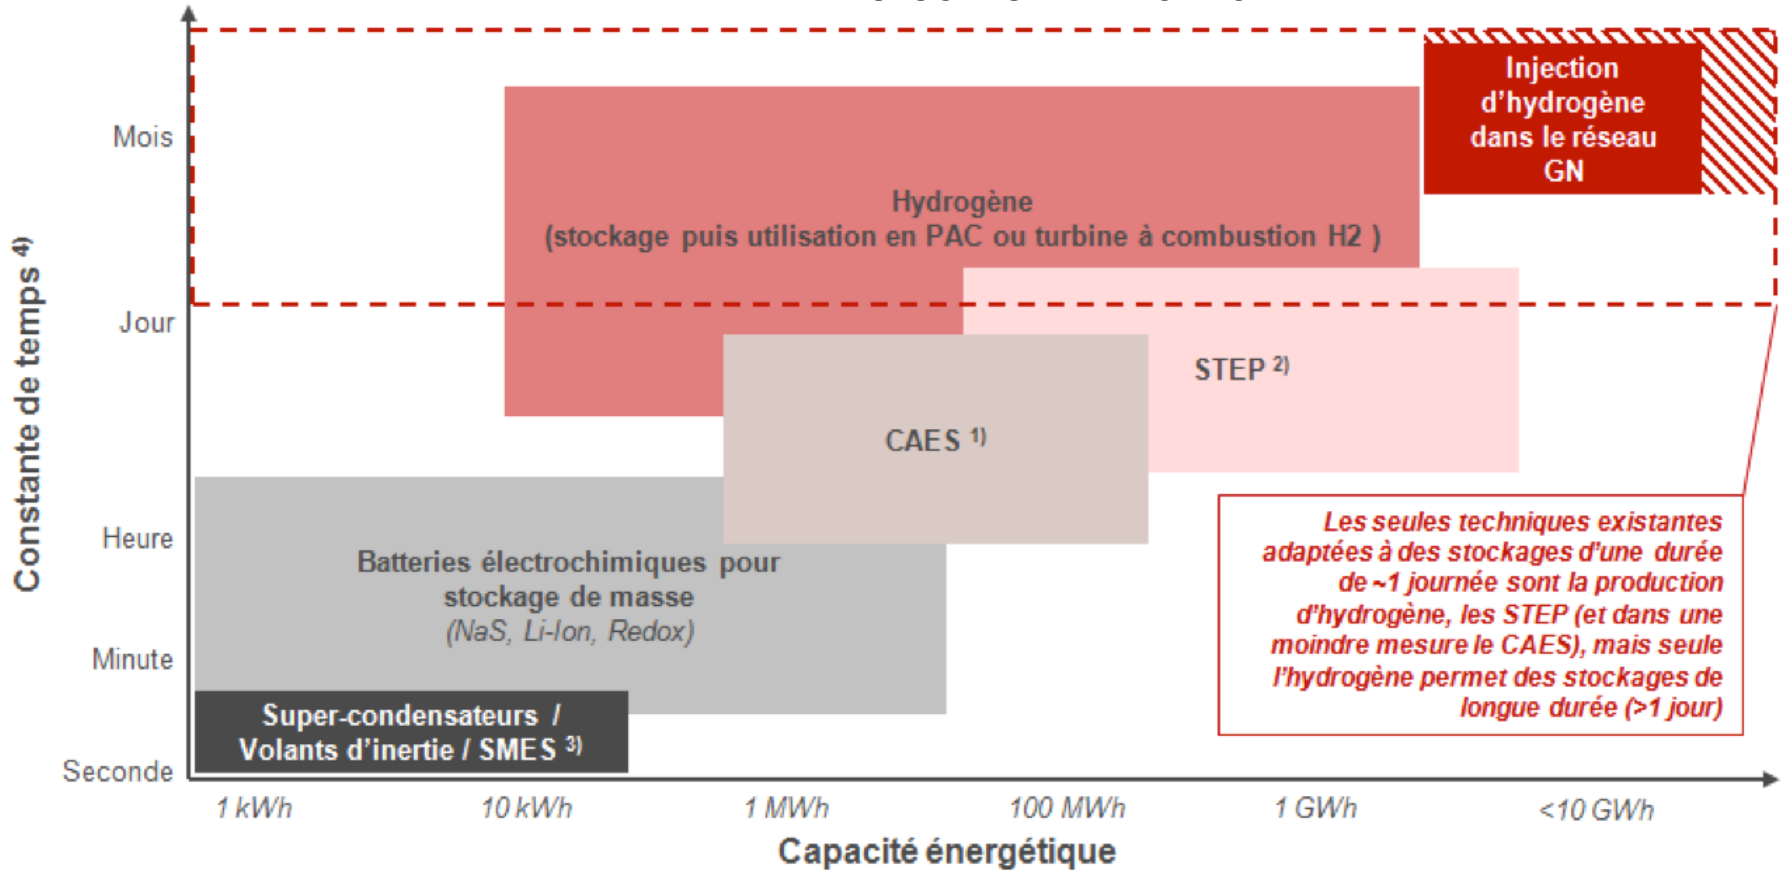 Mois
Jour
Heure
Minute
Seconde
Constante de temps 4)
Injection
d'hydrogène
dans le réseau
GN
Hydrogène
(stockage puis utilisation en PAC ou turbine à combustion H2 )
STEP 2)
CAES 1)
Batteries électrochimiques pour
stockage de masse
(NaS, Li-Ion, Redox)
Super-condensateurs /
Volants d'inertie / SMES 3)
Les seules techniques existantes
adaptées à des stockages d'une durée
de ~1 journée sont la production
d'hydrogène, les STEP (et dans une
moindre mesure le CAES), mais seule
l'hydrogène permet des stockages de
longue durée (>1 jour)
1 kWh
10 kWh
1 MWh
100 MWh
1 GWh
<10 GWh
Capacité énergétique